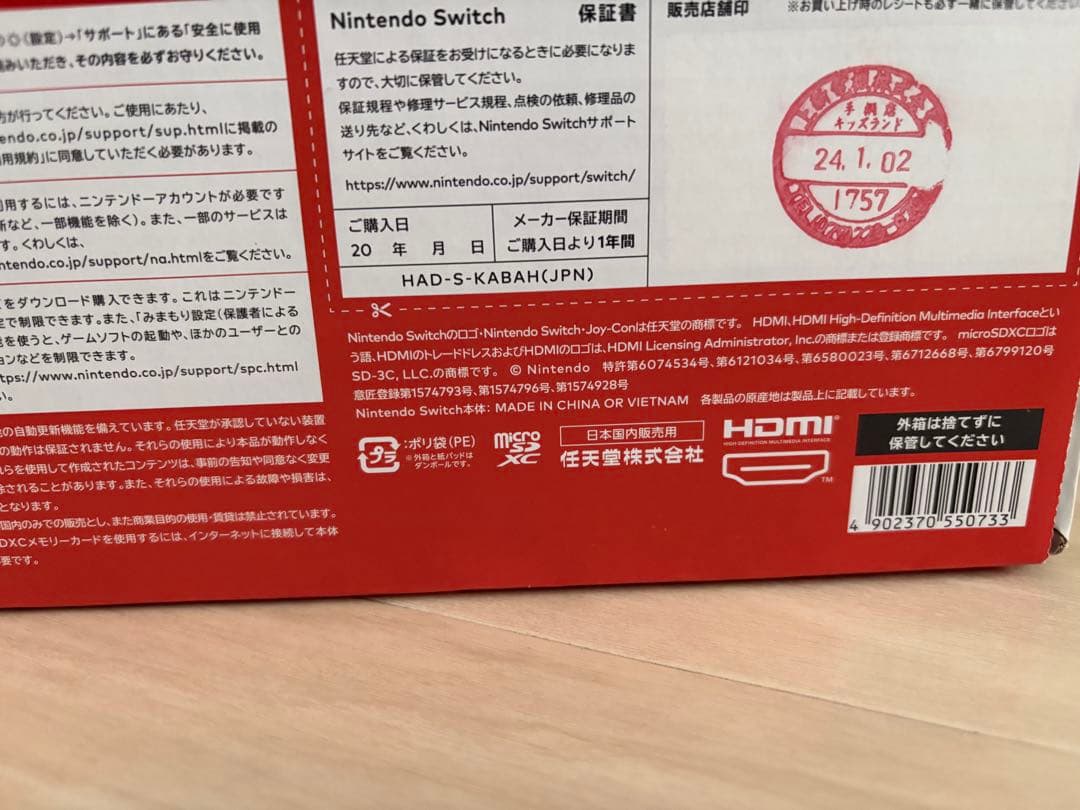 (設定)→「サポート」にある「安全に使用
みいただき、その内容を必ずお守りください。
方が行ってください。ご使用にあたり、
endo.co.jp/support/sup.htmlに掲載の
用規約」に同意していただく必要があります。
用するには、ニンテンドーアカウントが必要です
新など、一部機能を除く)。また、一部のサービスは
す。くわしくは、
ntendo.co.jp/support/na.htmlをご覧ください。
をダウンロード購入できます。これはニンテンドー
定で制限できます。また、「みまもり設定(保護者による
を使うと、ゲームソフトの起動や、ほかのユーザーとの
ョンなどを制限できます。
tps://www.nintendo.co.jp/support/spc.html
い。
の自動更新機能を備えています。任天堂が承認していない装置
の動作は保証されません。それらの使用により本品が動作しなく
らを使用して作成されたコンテンツは、事前の告知や同意なく変更
除されることがあります。また、それらの使用による故障や損害は、
となります。
国内のみでの販売とし、また商業目的の使用・賃貸は禁止されています。
DXCメモリーカードを使用するには、インターネットに接続して本体
要です。
Nintendo Switch 保証書
任天堂による保証をお受けになるときに必要になりま
すので、大切に保管してください。
保証規程や修理サービス規程、点検の依頼、修理品の
送り先など、くわしくは、Nintendo Switchサポート
サイトをご覧ください。
https://www.nintendo.co.jp/support/switch/
ご購入日
20 年 月 日
メーカー保証期間
ご購入日より1年間
HAD-S-KABAH(JPN)
販売店舗印
※お買い上げ時のレシートも必ず一緒に保管してくださ
キッズランド
24.1.02
1757
Nintendo Switchのロゴ・Nintendo Switch・Joy-Conは任天堂の商標です。 HDMI、HDMI High-Definition Multimedia Interfaceとい
う語、HDMIのトレードドレスおよびHDMIのロゴは、HDMI Licensing Administrator, Inc.の商標または登録商標です。 microSDXCロゴは
SD-3C, LLC.の商標です。 © Nintendo 特許第6074534号、第6121034号、第6580023号、第6712668号、第6799120号
意匠登録第1574793号、第1574796号、第1574928号
Nintendo Switch本体: MADE IN CHINA OR VIETNAM 各製品の原産地は製品上に記載しています。
プラ
:ポリ袋(PE)
※外箱と紙パッドは
ダンボールです。
micro
SD
XC
日本国内販売用
任天堂株式会社
HDMI
HIGH-DEFINITION MULTIMEDIA INTERFACE
TM
外箱は捨てずに
保管してください
4 902370 550733